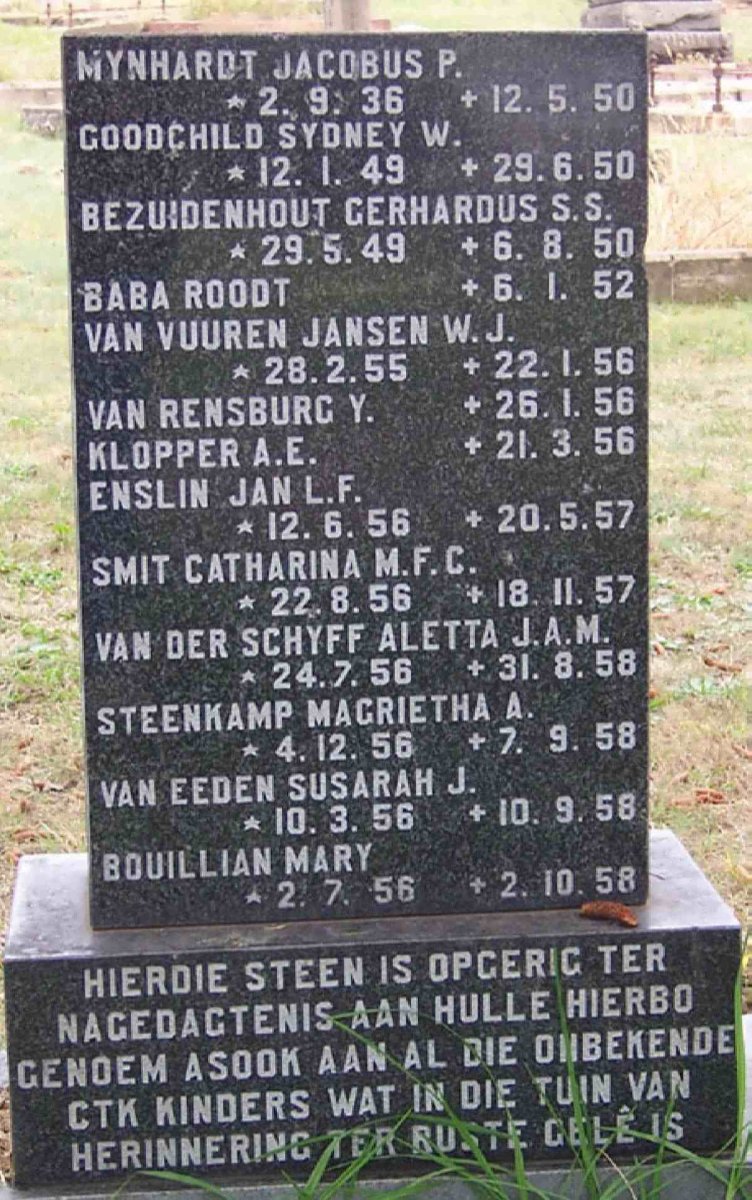 MYNHARDT JACOBUS P.
* 2. 9. 36 + 12. 5. 50
GOODCHILD SYDNEY W.
* 12. 1. 49 + 29. 6. 50
BEZUIDENHOUT GERHARDUS S.S.
* 29. 5. 49 + 6. 8. 50
BABA ROODT + 6. 1. 52
VAN VUUREN JANSEN W. J.
* 28. 2. 55 + 22. 1. 56
VAN RENSBURG Y. + 26. 1. 56
KLOPPER A.E. + 21. 3. 56
ENSLIN JAN L.F.
* 12. 6. 56 + 20. 5. 57
SMIT CATHARINA M.F.C.
* 22. 8. 56 + 18. 11. 57
VAN DER SCHYFF ALETTA J.A.M.
* 24. 7. 56 + 31. 8. 58
STEENKAMP MAGRIETHA A.
* 4. 12. 56 + 7. 9. 58
VAN EEDEN SUSARAH J.
* 10. 3. 56 + 10. 9. 58
BOUILLIAN MARY
* 2. 7. 56 + 2. 10. 58
HIERDIE STEEN IS OPGERIG TER
NAGEDAGTENIS AAN HULLE HIERBO
GENOEM ASOOK AAN AL DIE ONBEKENDE
GTK KINDERS WAT IN DIE TUIN VAN
HERINNERING TER RUSTE GELÊ IS